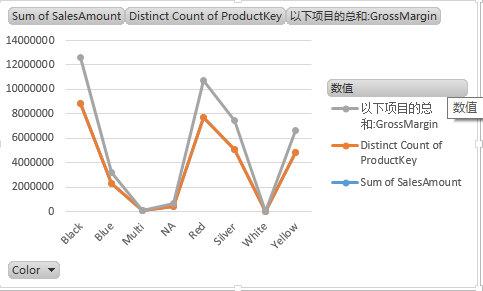 Sum of SalesAmount Distinct Count of ProductKey 以下项目的总和:GrossMargin
14000000
12000000
10000000
8000000
6000000
4000000
2000000
0
Black Blue Multi NA Red Silver White Yellow
数值
数值
以下项目的总
和:GrossMargin
Distinct Count of
ProductKey
Sum of SalesAmount
Color